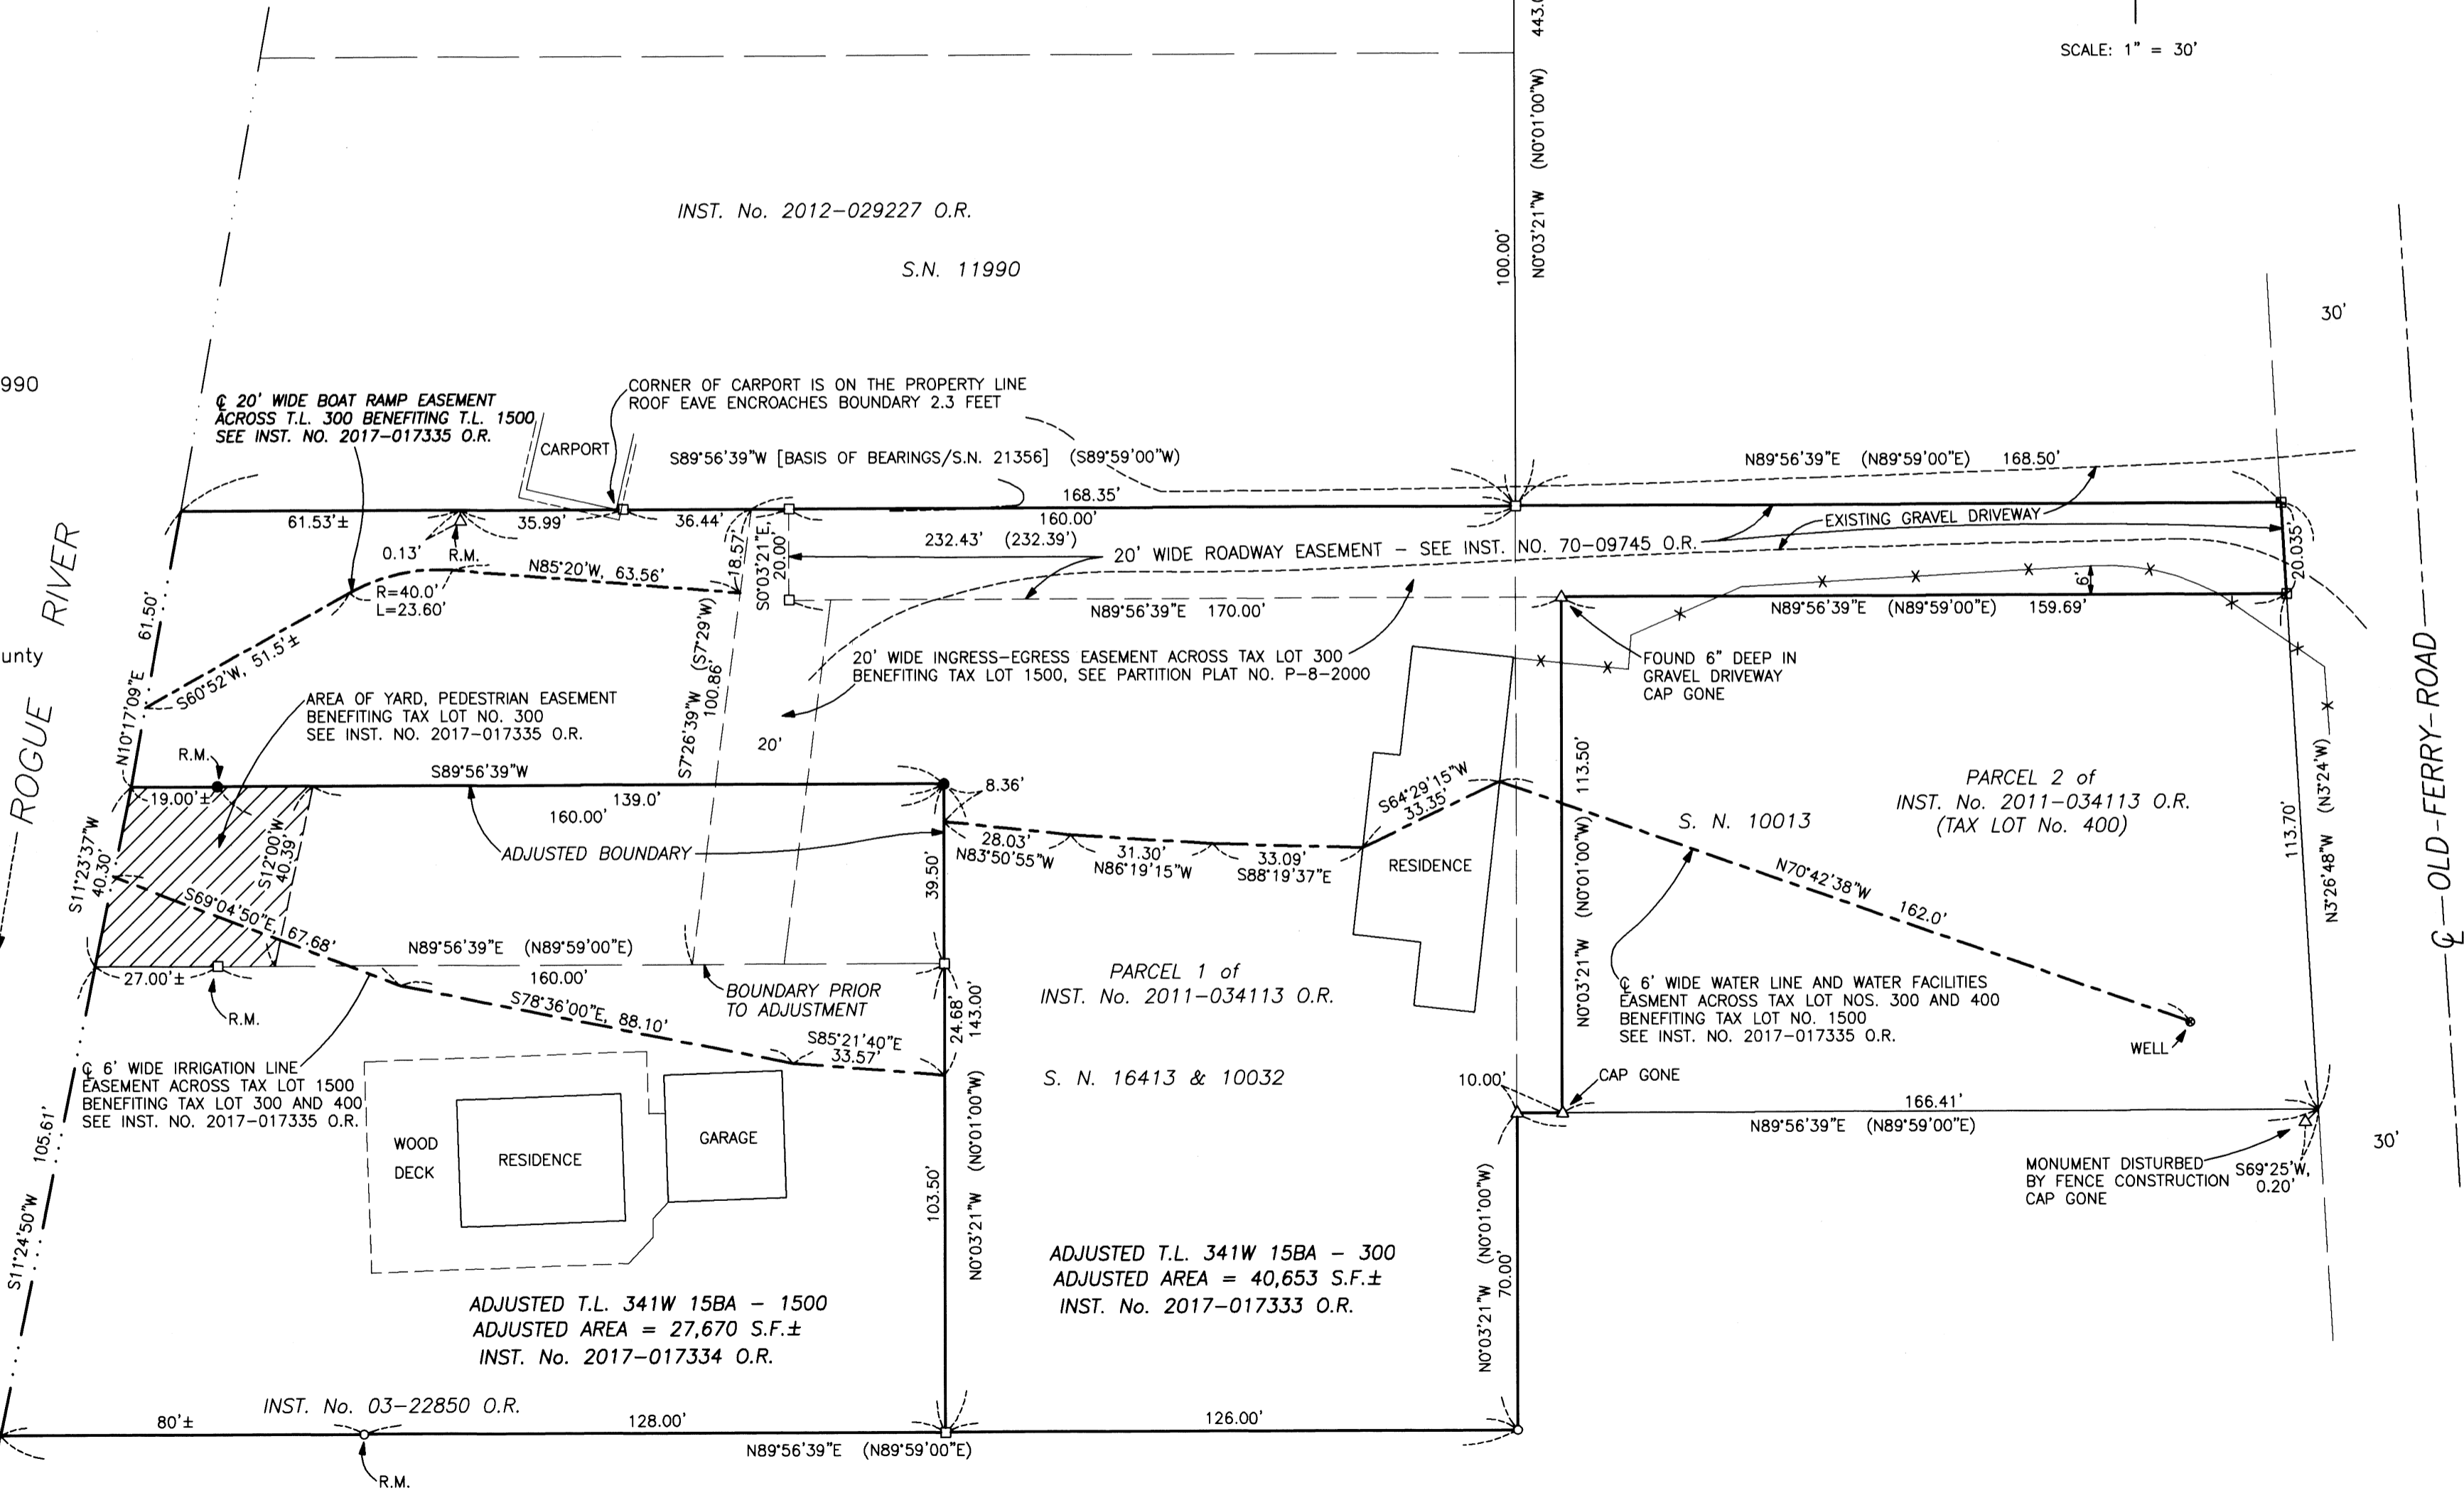 443.0
SCALE: 1" = 30'
N0°03'21"W (N0°01'00"W)
100.00'
INST. No. 2012-029227 O.R.
S.N. 11990
30'
990
℄ 20' WIDE BOAT RAMP EASEMENT
ACROSS T.L. 300 BENEFITING T.L. 1500
SEE INST. NO. 2017-017335 O.R.
CORNER OF CARPORT IS ON THE PROPERTY LINE
ROOF EAVE ENCROACHES BOUNDARY 2.3 FEET
CARPORT
S89°56'39"W [BASIS OF BEARINGS/S.N. 21356] (S89°59'00"W)
N89°56'39"E (N89°59'00"E) 168.50'
168.35'
61.53'±
35.99'
36.44'
160.00'
EXISTING GRAVEL DRIVEWAY
0.13'
R.M.
232.43' (232.39')
20' WIDE ROADWAY EASEMENT - SEE INST. NO. 70-09745 O.R.
18.57'
S0°03'21"E,
20.00'
20.035'
N85°20'W, 63.56'
R=40.0'
L=23.60'
6'
N89°56'39"E 170.00'
N89°56'39"E (N89°59'00"E) 159.69'
ROGUE RIVER
61.50'
N10°17'09"E
S60°52'W, 51.5'±
unty
S7°26'39"W (S7°29'W)
100.86'
20' WIDE INGRESS-EGRESS EASEMENT ACROSS TAX LOT 300
BENEFITING TAX LOT 1500, SEE PARTITION PLAT NO. P-8-2000
FOUND 6" DEEP IN
GRAVEL DRIVEWAY
CAP GONE
AREA OF YARD, PEDESTRIAN EASEMENT
BENEFITING TAX LOT NO. 300
SEE INST. NO. 2017-017335 O.R.
20'
R.M.
S89°56'39"W
19.00'±
139.0'
160.00'
8.36'
ADJUSTED BOUNDARY
S11°23'37"W
40.30'
S12°00'W
40.39'
39.50'
28.03'
N83°50'55"W
31.30'
N86°19'15"W
33.09'
S88°19'37"E
S64°29'15"W
33.35'
RESIDENCE
113.50'
N0°03'21"W (N0°01'00"W)
S. N. 10013
PARCEL 2 of
INST. No. 2011-034113 O.R.
(TAX LOT No. 400)
N70°42'38"W 162.0'
113.70'
N3°26'48"W (N3°24'W)
℄ OLD FERRY ROAD
S69°04'50"E, 67.68'
N89°56'39"E (N89°59'00"E)
160.00'
27.00'±
R.M.
BOUNDARY PRIOR
TO ADJUSTMENT
S78°36'00"E, 88.10'
S85°21'40"E
33.57'
24.68'
143.00'
PARCEL 1 of
INST. No. 2011-034113 O.R.
S. N. 16413 & 10032
℄ 6' WIDE WATER LINE AND WATER FACILITIES
EASMENT ACROSS TAX LOT NOS. 300 AND 400
BENEFITING TAX LOT NO. 1500
SEE INST. NO. 2017-017335 O.R.
WELL
℄ 6' WIDE IRRIGATION LINE
EASEMENT ACROSS TAX LOT 1500
BENEFITING TAX LOT 300 AND 400
SEE INST. NO. 2017-017335 O.R.
10.00'
CAP GONE
166.41'
N89°56'39"E (N89°59'00"E)
30'
MONUMENT DISTURBED
BY FENCE CONSTRUCTION
CAP GONE
S69°25'W,
0.20'
WOOD
DECK
RESIDENCE
GARAGE
S11°24'50"W 105.61'
103.50'
N0°03'21"W (N0°01'00"W)
N0°03'21"W (N0°01'00"W)
70.00'
ADJUSTED T.L. 341W 15BA - 300
ADJUSTED AREA = 40,653 S.F.±
INST. No. 2017-017333 O.R.
ADJUSTED T.L. 341W 15BA - 1500
ADJUSTED AREA = 27,670 S.F.±
INST. No. 2017-017334 O.R.
INST. No. 03-22850 O.R.
80'±
128.00'
126.00'
N89°56'39"E (N89°59'00"E)
R.M.